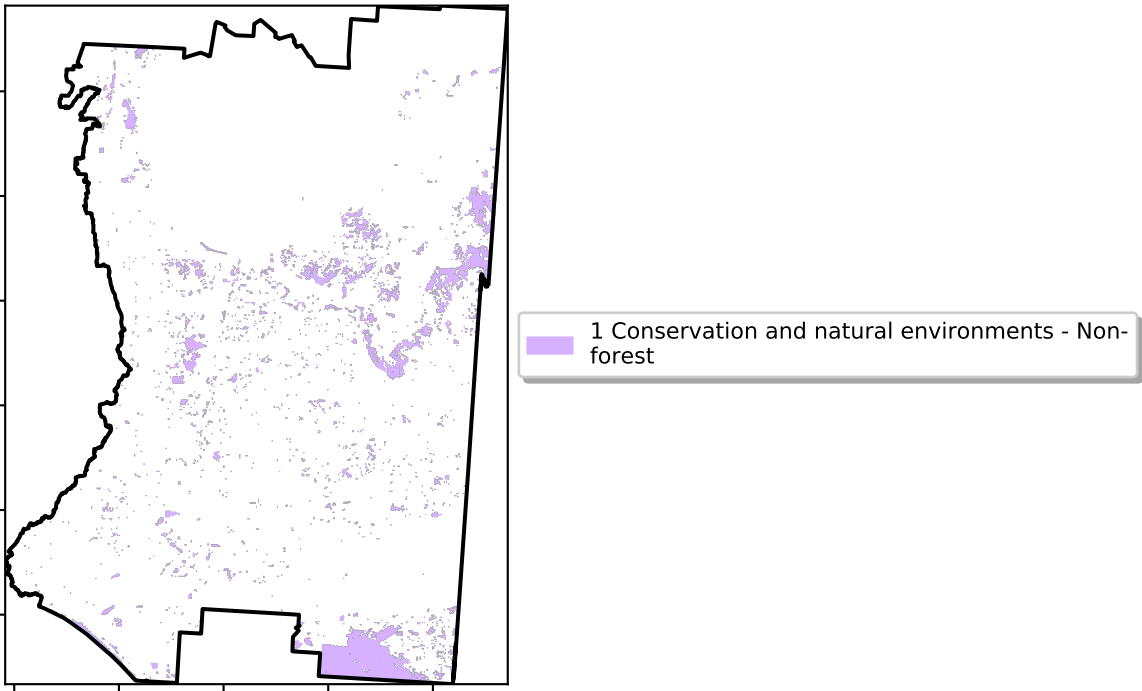 1 Conservation and natural environments - Non-
forest